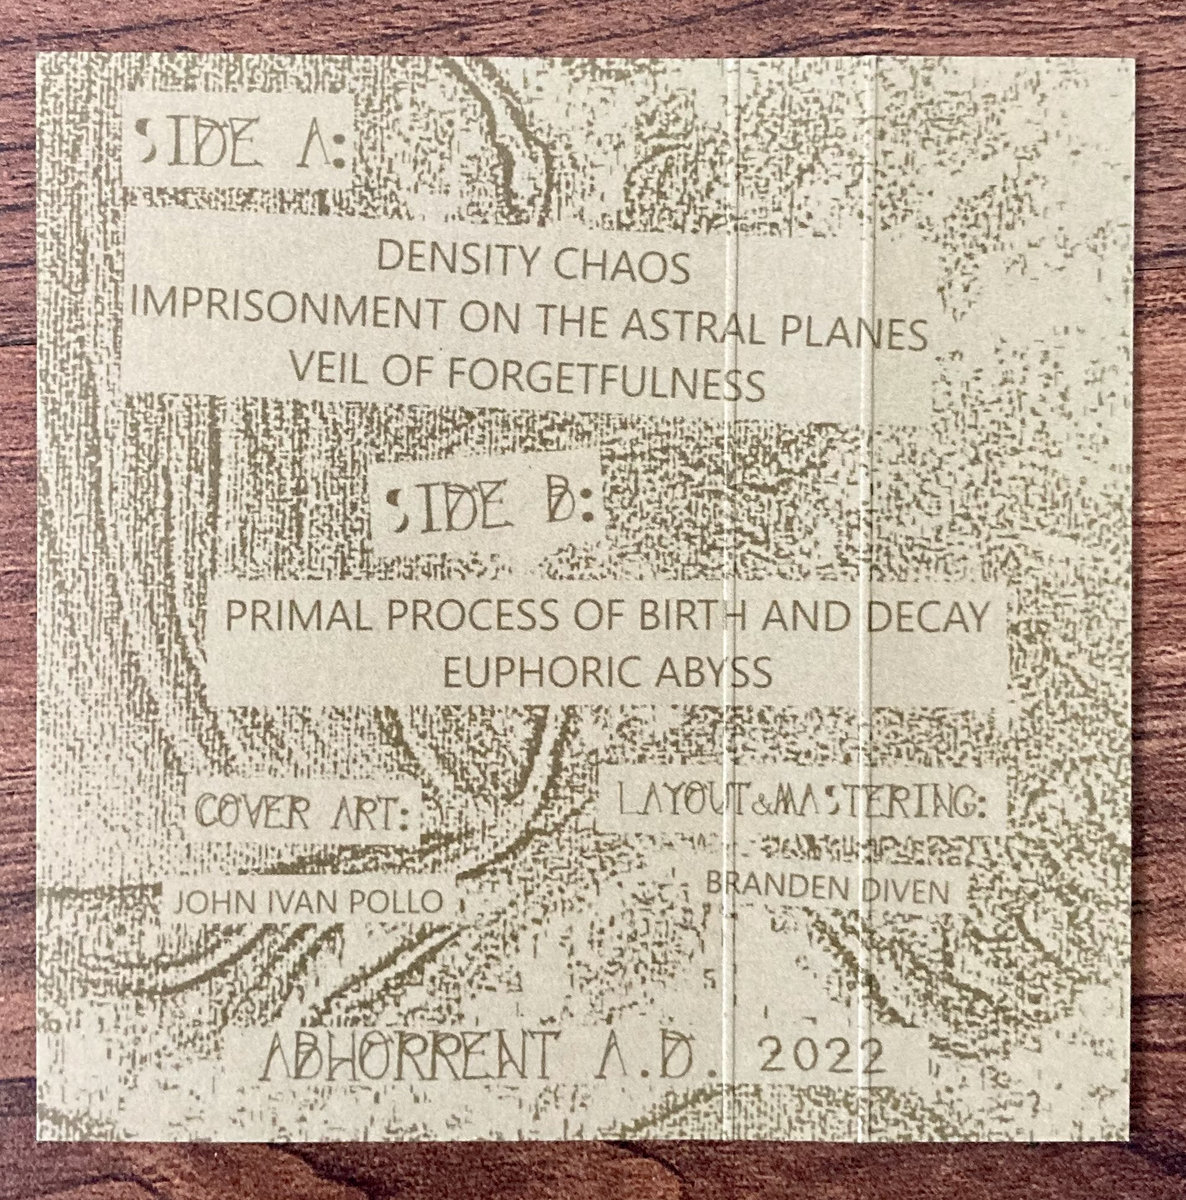 SIDE A:
DENSITY CHAOS
IMPRISONMENT ON THE ASTRAL PLANES
VEIL OF FORGETFULNESS
SIDE B:
PRIMAL PROCESS OF BIRTH AND DECAY
EUPHORIC ABYSS
COVER ART:
JOHN IVAN POLLO
LAYOUT&MASTERING:
BRANDEN DIVEN
ABHORRENT A.D. 2022